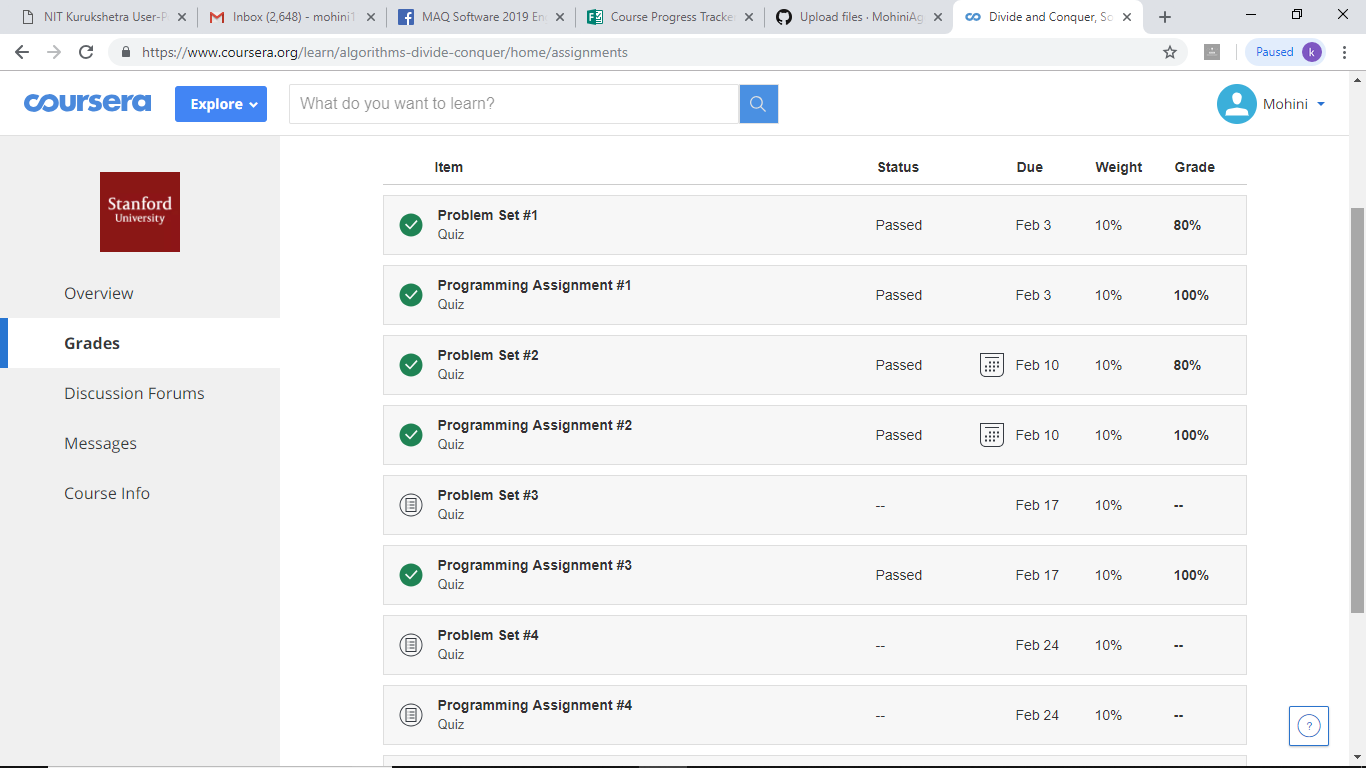 NIT Kurukshetra User-P
Inbox (2,648) - mohini1
MAQ Software 2019 En
Course Progress Tracke
Upload files · MohiniAg
Divide and Conquer, So
https://www.coursera.org/learn/algorithms-divide-conquer/home/assignments
Paused
k
coursera
Explore
What do you want to learn?
Mohini
Stanford
University
Overview
Grades
Discussion Forums
Messages
Course Info
Item Status Due Weight Grade
Problem Set #1
Quiz
Passed Feb 3 10% 80%
Programming Assignment #1
Quiz
Passed Feb 3 10% 100%
Problem Set #2
Quiz
Passed Feb 10 10% 80%
Programming Assignment #2
Quiz
Passed Feb 10 10% 100%
Problem Set #3
Quiz
-- Feb 17 10% --
Programming Assignment #3
Quiz
Passed Feb 17 10% 100%
Problem Set #4
Quiz
-- Feb 24 10% --
Programming Assignment #4
Quiz
-- Feb 24 10% --
?